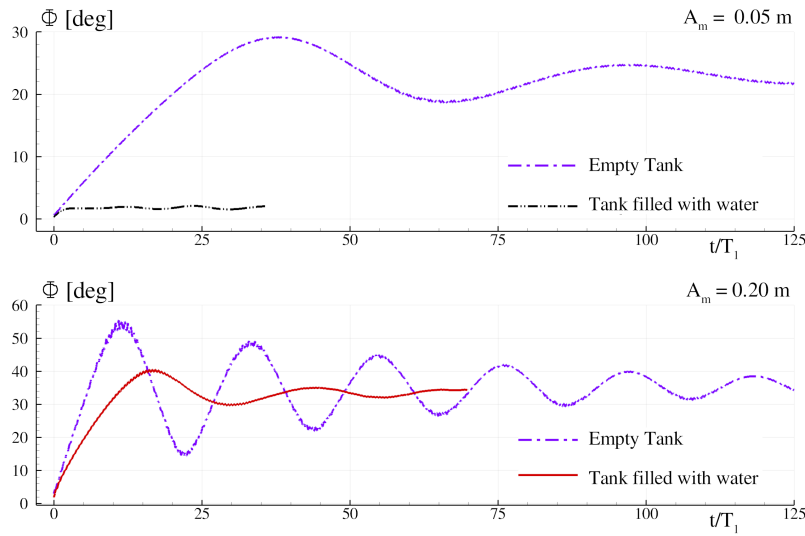 Φ [deg]
A_m = 0.05 m
30
20
10
0
Empty Tank
Tank filled with water
0 25 50 75 100 125
t/T_1
Φ [deg]
A_m = 0.20 m
60
50
40
30
20
10
0
Empty Tank
Tank filled with water
0 25 50 75 100 125
t/T_1